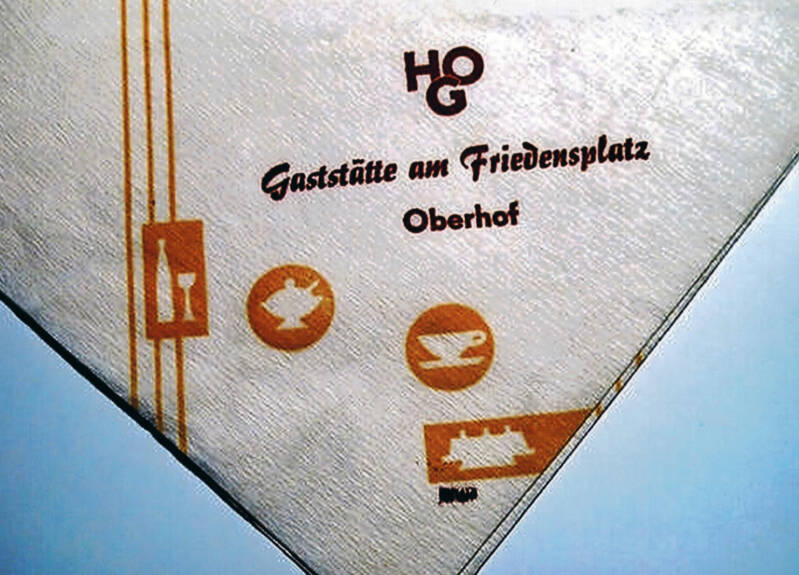 HOG
Gaststätte am Friedensplatz
Oberhof